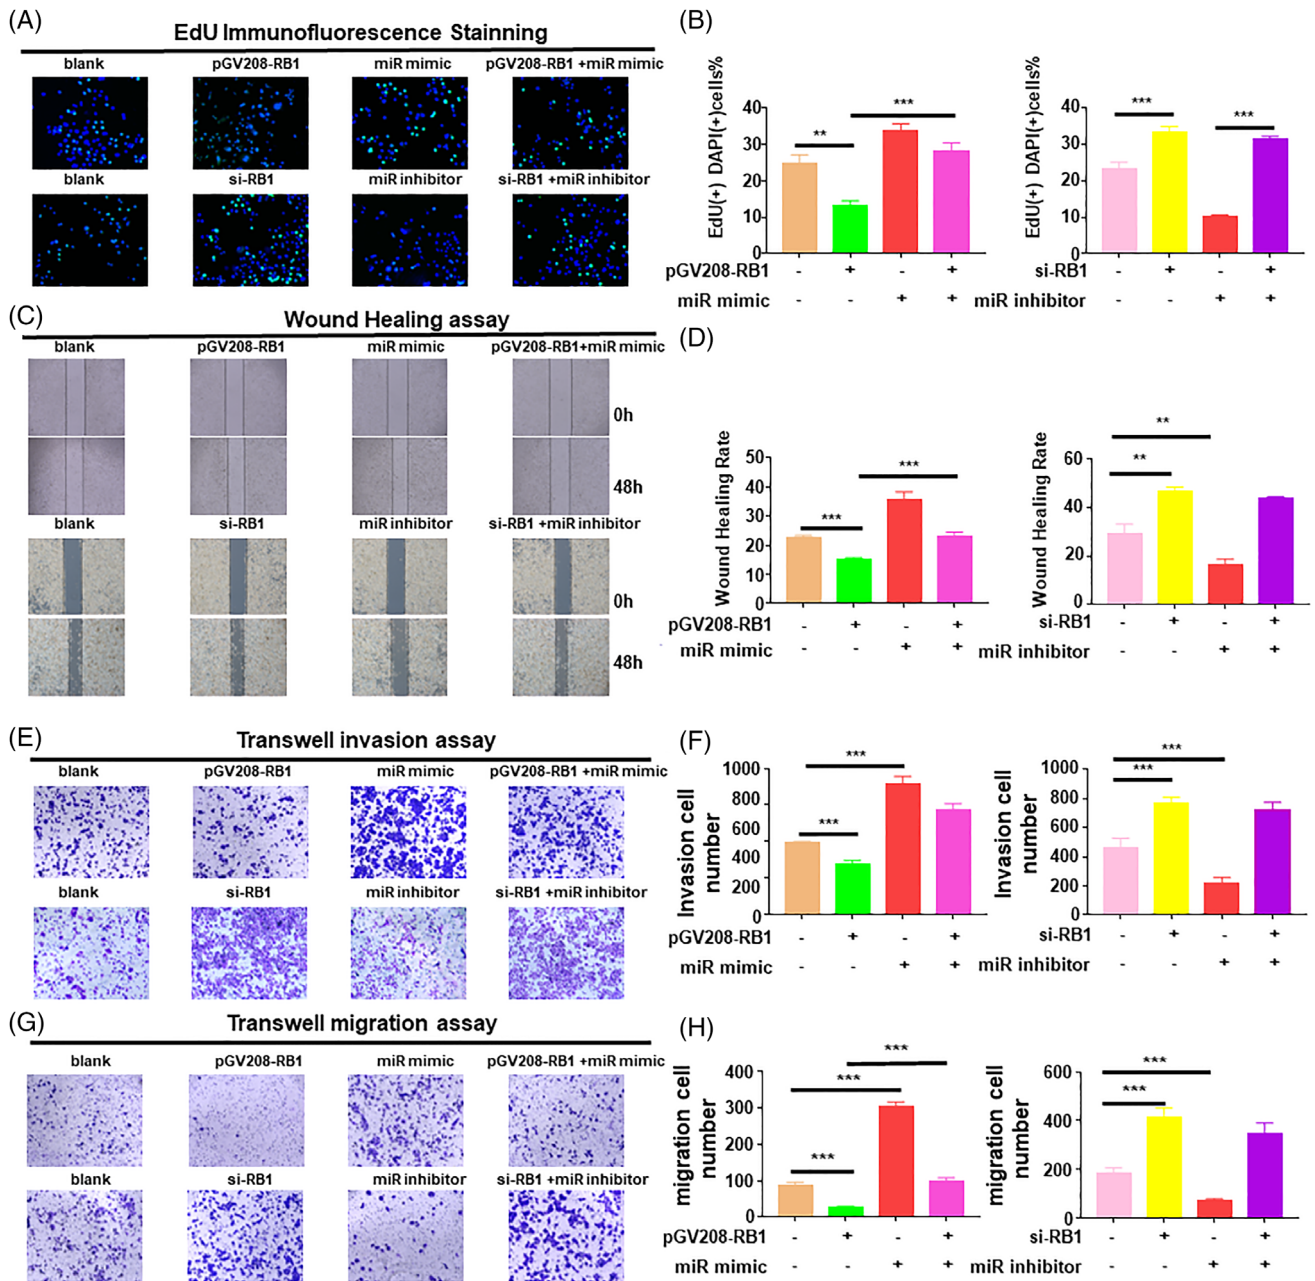 (A)
EdU Immunofluorescence Stainning
blank pGV208-RB1 miR mimic pGV208-RB1 +miR mimic
blank si-RB1 miR inhibitor si-RB1 +miR inhibitor
(B)
EdU(+) DAPI(+)cells%
40
30
20
10
0
** ***
pGV208-RB1 - + - +
miR mimic - - + +
EdU(+) DAPI(+)cells%
40
30
20
10
0
*** ***
si-RB1 - + - +
miR inhibitor - - + +
(C)
Wound Healing assay
blank pGV208-RB1 miR mimic pGV208-RB1+miR mimic
0h
48h
blank si-RB1 miR inhibitor si-RB1 +miR inhibitor
0h
48h
(D)
Wound Healing Rate
50
40
30
20
10
0
*** ***
pGV208-RB1 - + - +
miR mimic - - + +
Wound Healing Rate
60
40
20
0
**
**
si-RB1 - + - +
miR inhibitor - - + +
(E)
Transwell invasion assay
blank pGV208-RB1 miR mimic pGV208-RB1 +miR mimic
blank si-RB1 miR inhibitor si-RB1 +miR inhibitor
(F)
Invasion cell
number
1000
800
600
400
200
0
***
***
pGV208-RB1 - + - +
miR mimic - - + +
Invasion cell
number
1000
800
600
400
200
0
***
***
si-RB1 - + - +
miR inhibitor - - + +
(G)
Transwell migration assay
blank pGV208-RB1 miR mimic pGV208-RB1 +miR mimic
blank si-RB1 miR inhibitor si-RB1 +miR inhibitor
(H)
migration cell
number
400
300
200
100
0
***
***
***
pGV208-RB1 - + - +
miR mimic - - + +
migration cell
number
600
400
200
0
***
***
si-RB1 - + - +
miR inhibitor - - + +